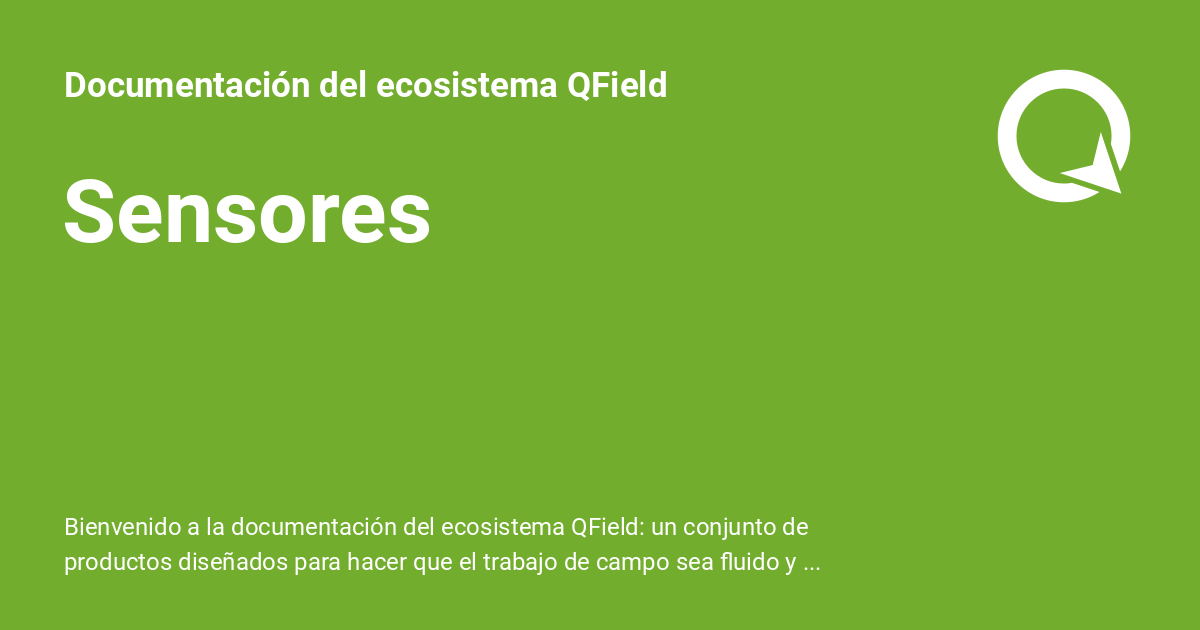 Documentación del ecosistema QField
Sensores
Bienvenido a la documentación del ecosistema QField: un conjunto de
productos diseñados para hacer que el trabajo de campo sea fluido y ...